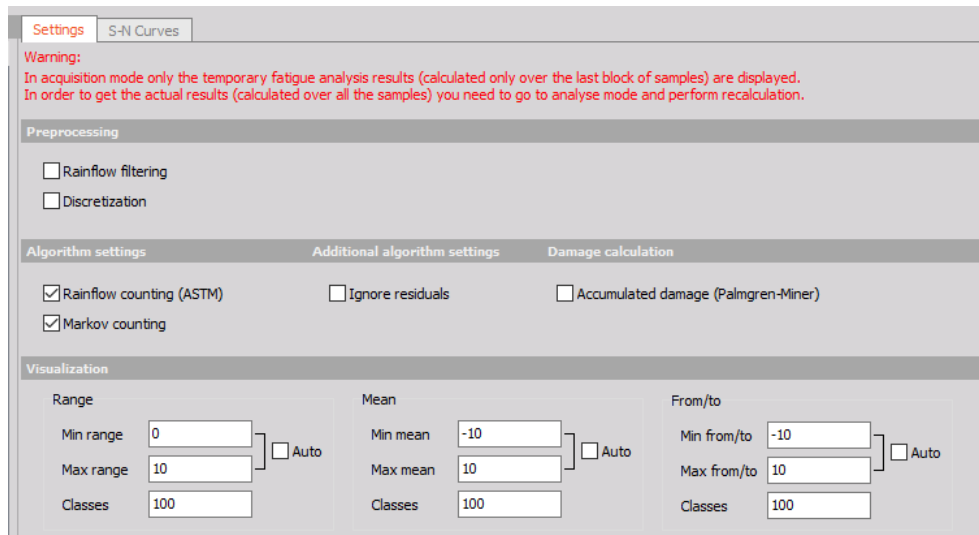 Settings S-N Curves
Warning:
In acquisition mode only the temporary fatigue analysis results (calculated only over the last block of samples) are displayed.
In order to get the actual results (calculated over all the samples) you need to go to analyse mode and perform recalculation.
Preprocessing
Rainflow filtering
Discretization
Algorithm settings Additional algorithm settings Damage calculation
Rainflow counting (ASTM) Ignore residuals Accumulated damage (Palmgren-Miner)
Markov counting
Visualization
Range Mean From/to
Min range 0 Auto Min mean -10 Auto Min from/to -10 Auto
Max range 10 Max mean 10 Max from/to 10
Classes 100 Classes 100 Classes 100